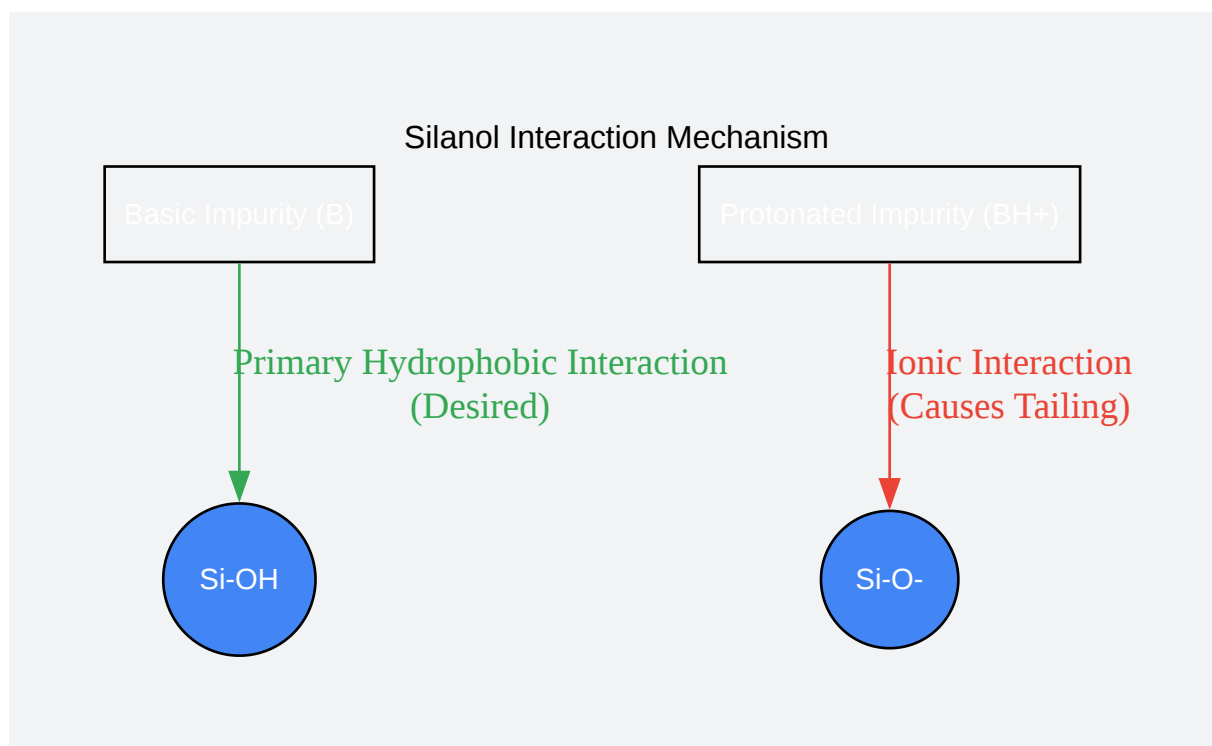 Silanol Interaction Mechanism
Basic Impurity (B)
Protonated Impurity (BH+)
Primary Hydrophobic Interaction
(Desired)
Ionic Interaction
(Causes Tailing)
Si-OH
Si-O-